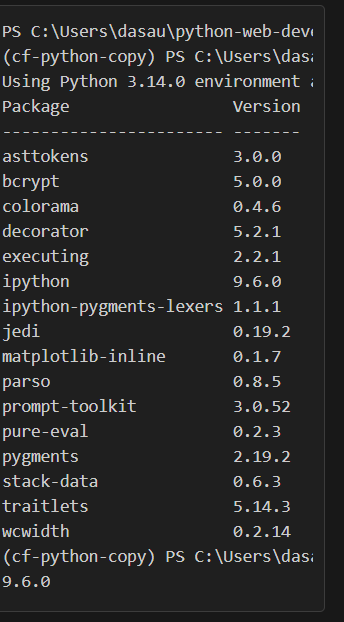 PS C:\Users\dasau\python-web-deve
(cf-python-copy) PS C:\Users\dasa
Using Python 3.14.0 environment a
Package                Version
---------------------- -------
asttokens              3.0.0
bcrypt                 5.0.0
colorama               0.4.6
decorator              5.2.1
executing              2.2.1
ipython                9.6.0
ipython-pygments-lexers 1.1.1
jedi                   0.19.2
matplotlib-inline      0.1.7
parso                  0.8.5
prompt-toolkit         3.0.52
pure-eval              0.2.3
pygments               2.19.2
stack-data             0.6.3
traitlets              5.14.3
wcwidth                0.2.14
(cf-python-copy) PS C:\Users\dasa
9.6.0